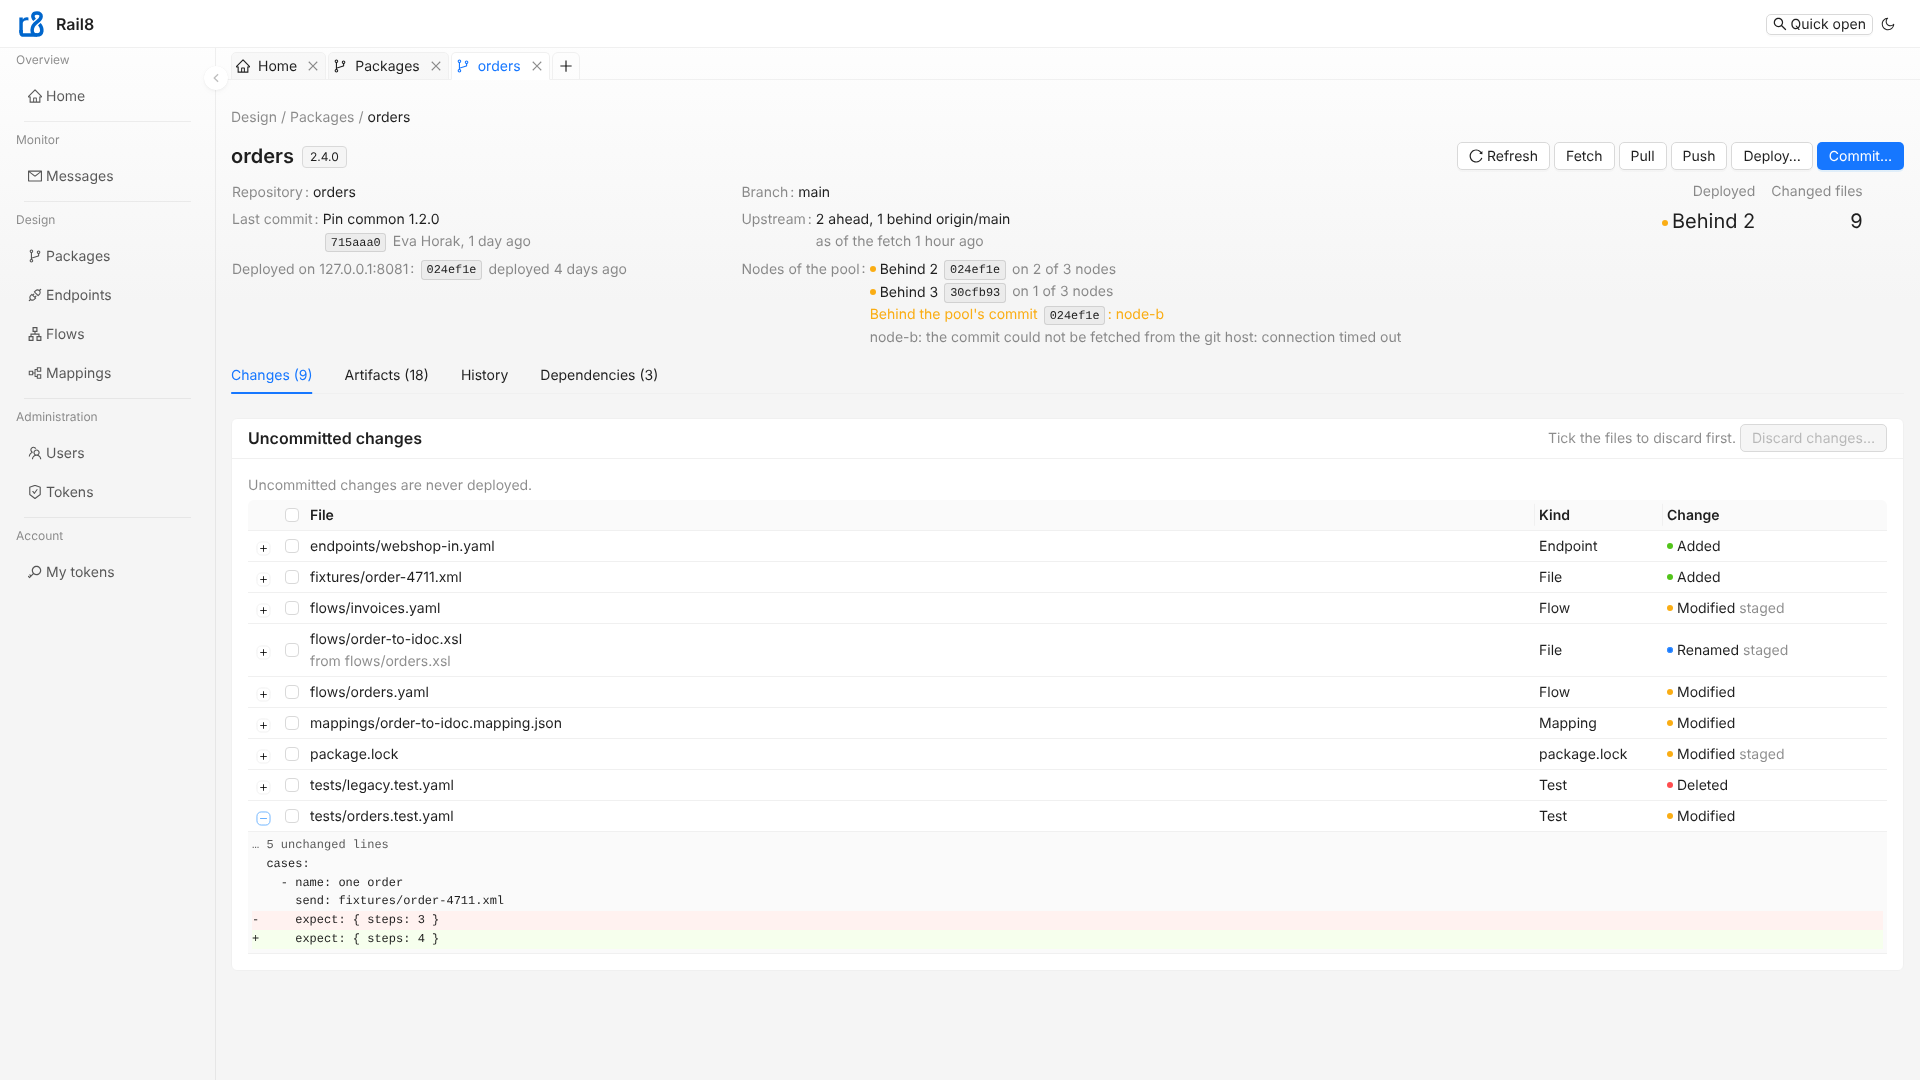 Rail8
Quick open
Overview
Home
Monitor
Messages
Design
Packages
Endpoints
Flows
Mappings
Administration
Users
Tokens
Account
My tokens
Home
Packages
orders
Design / Packages / orders
orders 2.4.0
Refresh Fetch Pull Push Deploy... Commit...
Repository: orders
Branch: main
Deployed
Behind 2
Changed files
9
Last commit: Pin common 1.2.0
715aaa0 Eva Horak, 1 day ago
Upstream: 2 ahead, 1 behind origin/main
as of the fetch 1 hour ago
Deployed on 127.0.0.1:8081: 024ef1e deployed 4 days ago
Nodes of the pool: Behind 2 024ef1e on 2 of 3 nodes
Behind 3 30cfb93 on 1 of 3 nodes
Behind the pool's commit 024ef1e : node-b
node-b: the commit could not be fetched from the git host: connection timed out
Changes (9) Artifacts (18) History Dependencies (3)
Uncommitted changes
Tick the files to discard first. Discard changes...
Uncommitted changes are never deployed.
File Kind Change
+ endpoints/webshop-in.yaml Endpoint Added
+ fixtures/order-4711.xml File Added
+ flows/invoices.yaml Flow Modified staged
+ flows/order-to-idoc.xsl File Renamed staged
from flows/orders.xsl
+ flows/orders.yaml Flow Modified
+ mappings/order-to-idoc.mapping.json Mapping Modified
+ package.lock package.lock Modified staged
+ tests/legacy.test.yaml Test Deleted
tests/orders.test.yaml Test Modified
… 5 unchanged lines
cases:
- name: one order
send: fixtures/order-4711.xml
- expect: { steps: 3 }
+ expect: { steps: 4 }